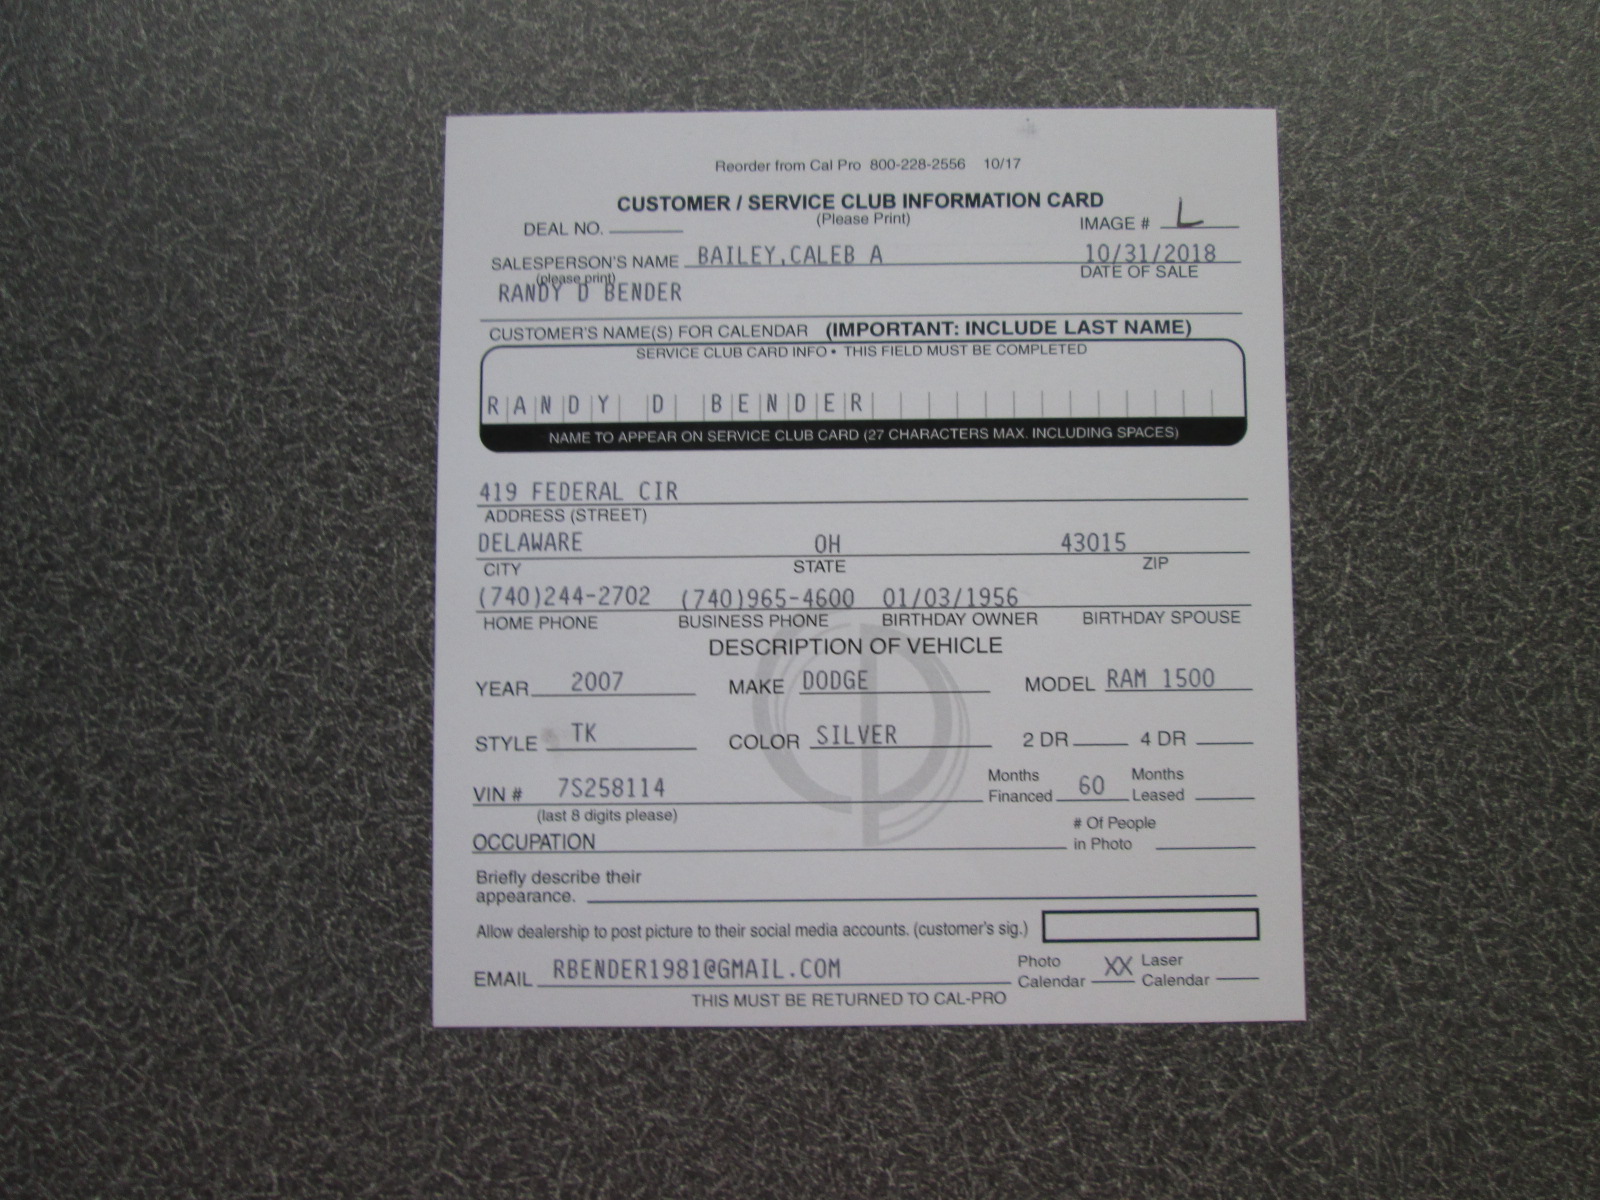 Reorder from Cal Pro 800-228-2556 10/17
CUSTOMER / SERVICE CLUB INFORMATION CARD
DEAL NO. (Please Print) IMAGE # L
SALESPERSON'S NAME BAILEY,CALEB A 10/31/2018
(please print) DATE OF SALE
RANDY D BENDER
CUSTOMER'S NAME(S) FOR CALENDAR (IMPORTANT: INCLUDE LAST NAME)
SERVICE CLUB CARD INFO • THIS FIELD MUST BE COMPLETED
RANDY D BENDER
NAME TO APPEAR ON SERVICE CLUB CARD (27 CHARACTERS MAX. INCLUDING SPACES)
419 FEDERAL CIR
ADDRESS (STREET)
DELAWARE OH 43015
CITY STATE ZIP
(740)244-2702 (740)965-4600 01/03/1956
HOME PHONE BUSINESS PHONE BIRTHDAY OWNER BIRTHDAY SPOUSE
DESCRIPTION OF VEHICLE
YEAR 2007 MAKE DODGE MODEL RAM 1500
STYLE TK COLOR SILVER 2 DR 4 DR
VIN # 7S258114 Months Financed 60 Months Leased
(last 8 digits please)
OCCUPATION # Of People in Photo
Briefly describe their
appearance.
Allow dealership to post picture to their social media accounts. (customer's sig.)
EMAIL RBENDER1981@GMAIL.COM Photo Calendar XX Laser Calendar
THIS MUST BE RETURNED TO CAL-PRO